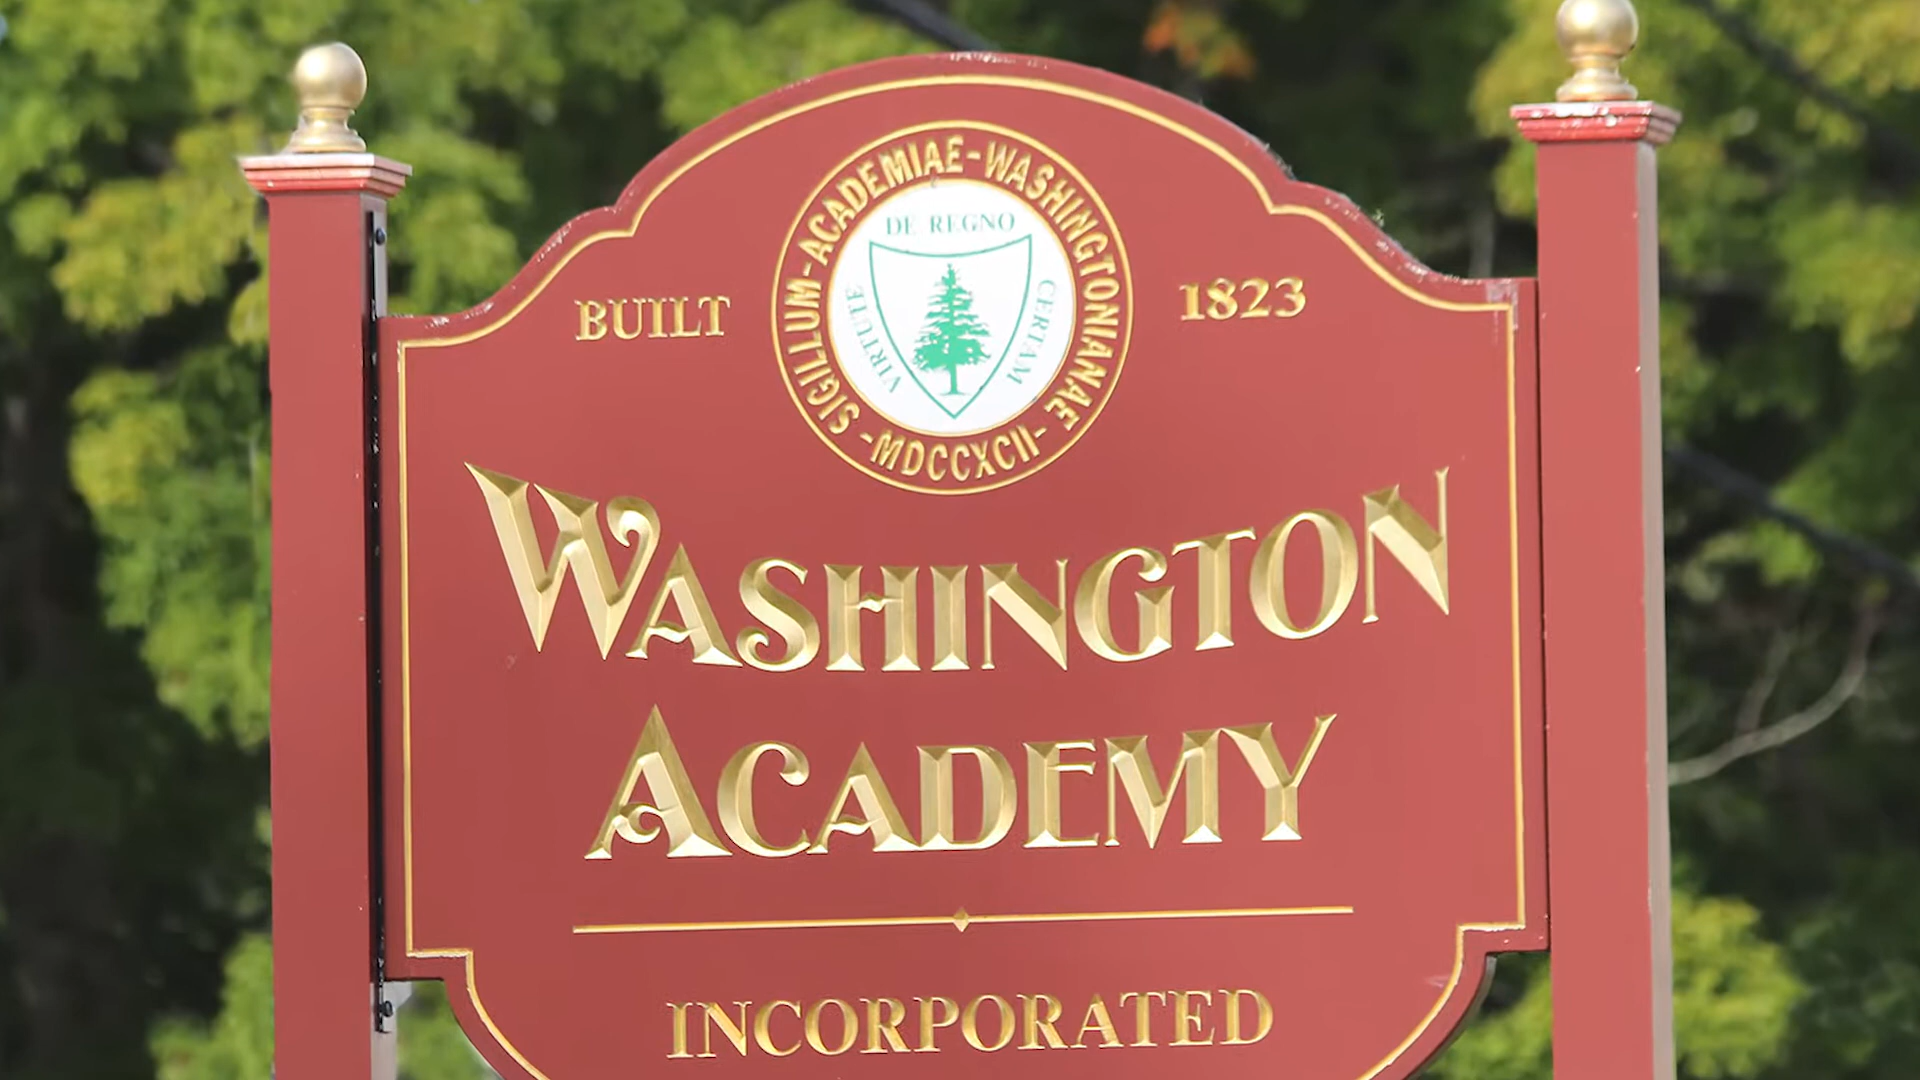 SIGILLUM-ACADEMIAE-WASHINGTONIANAE
DE REGNO
VIRTUTE
CERTAM
-MDCCXCII-
BUILT 1823
WASHINGTON
ACADEMY
INCORPORATED